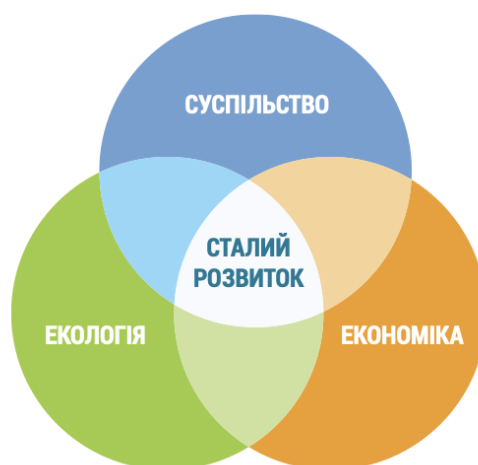 СУСПІЛЬСТВО
СТАЛИЙ
РОЗВИТОК
ЕКОЛОГІЯ
ЕКОНОМІКА